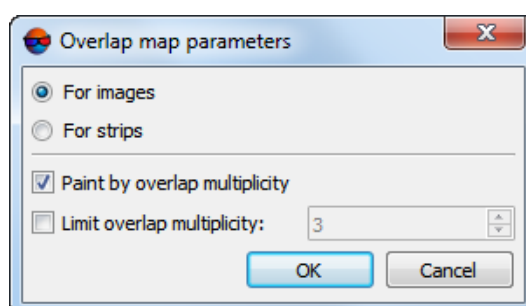 Overlap map parameters
For images
For strips
Paint by overlap multiplicity
Limit overlap multiplicity: 3
OK Cancel